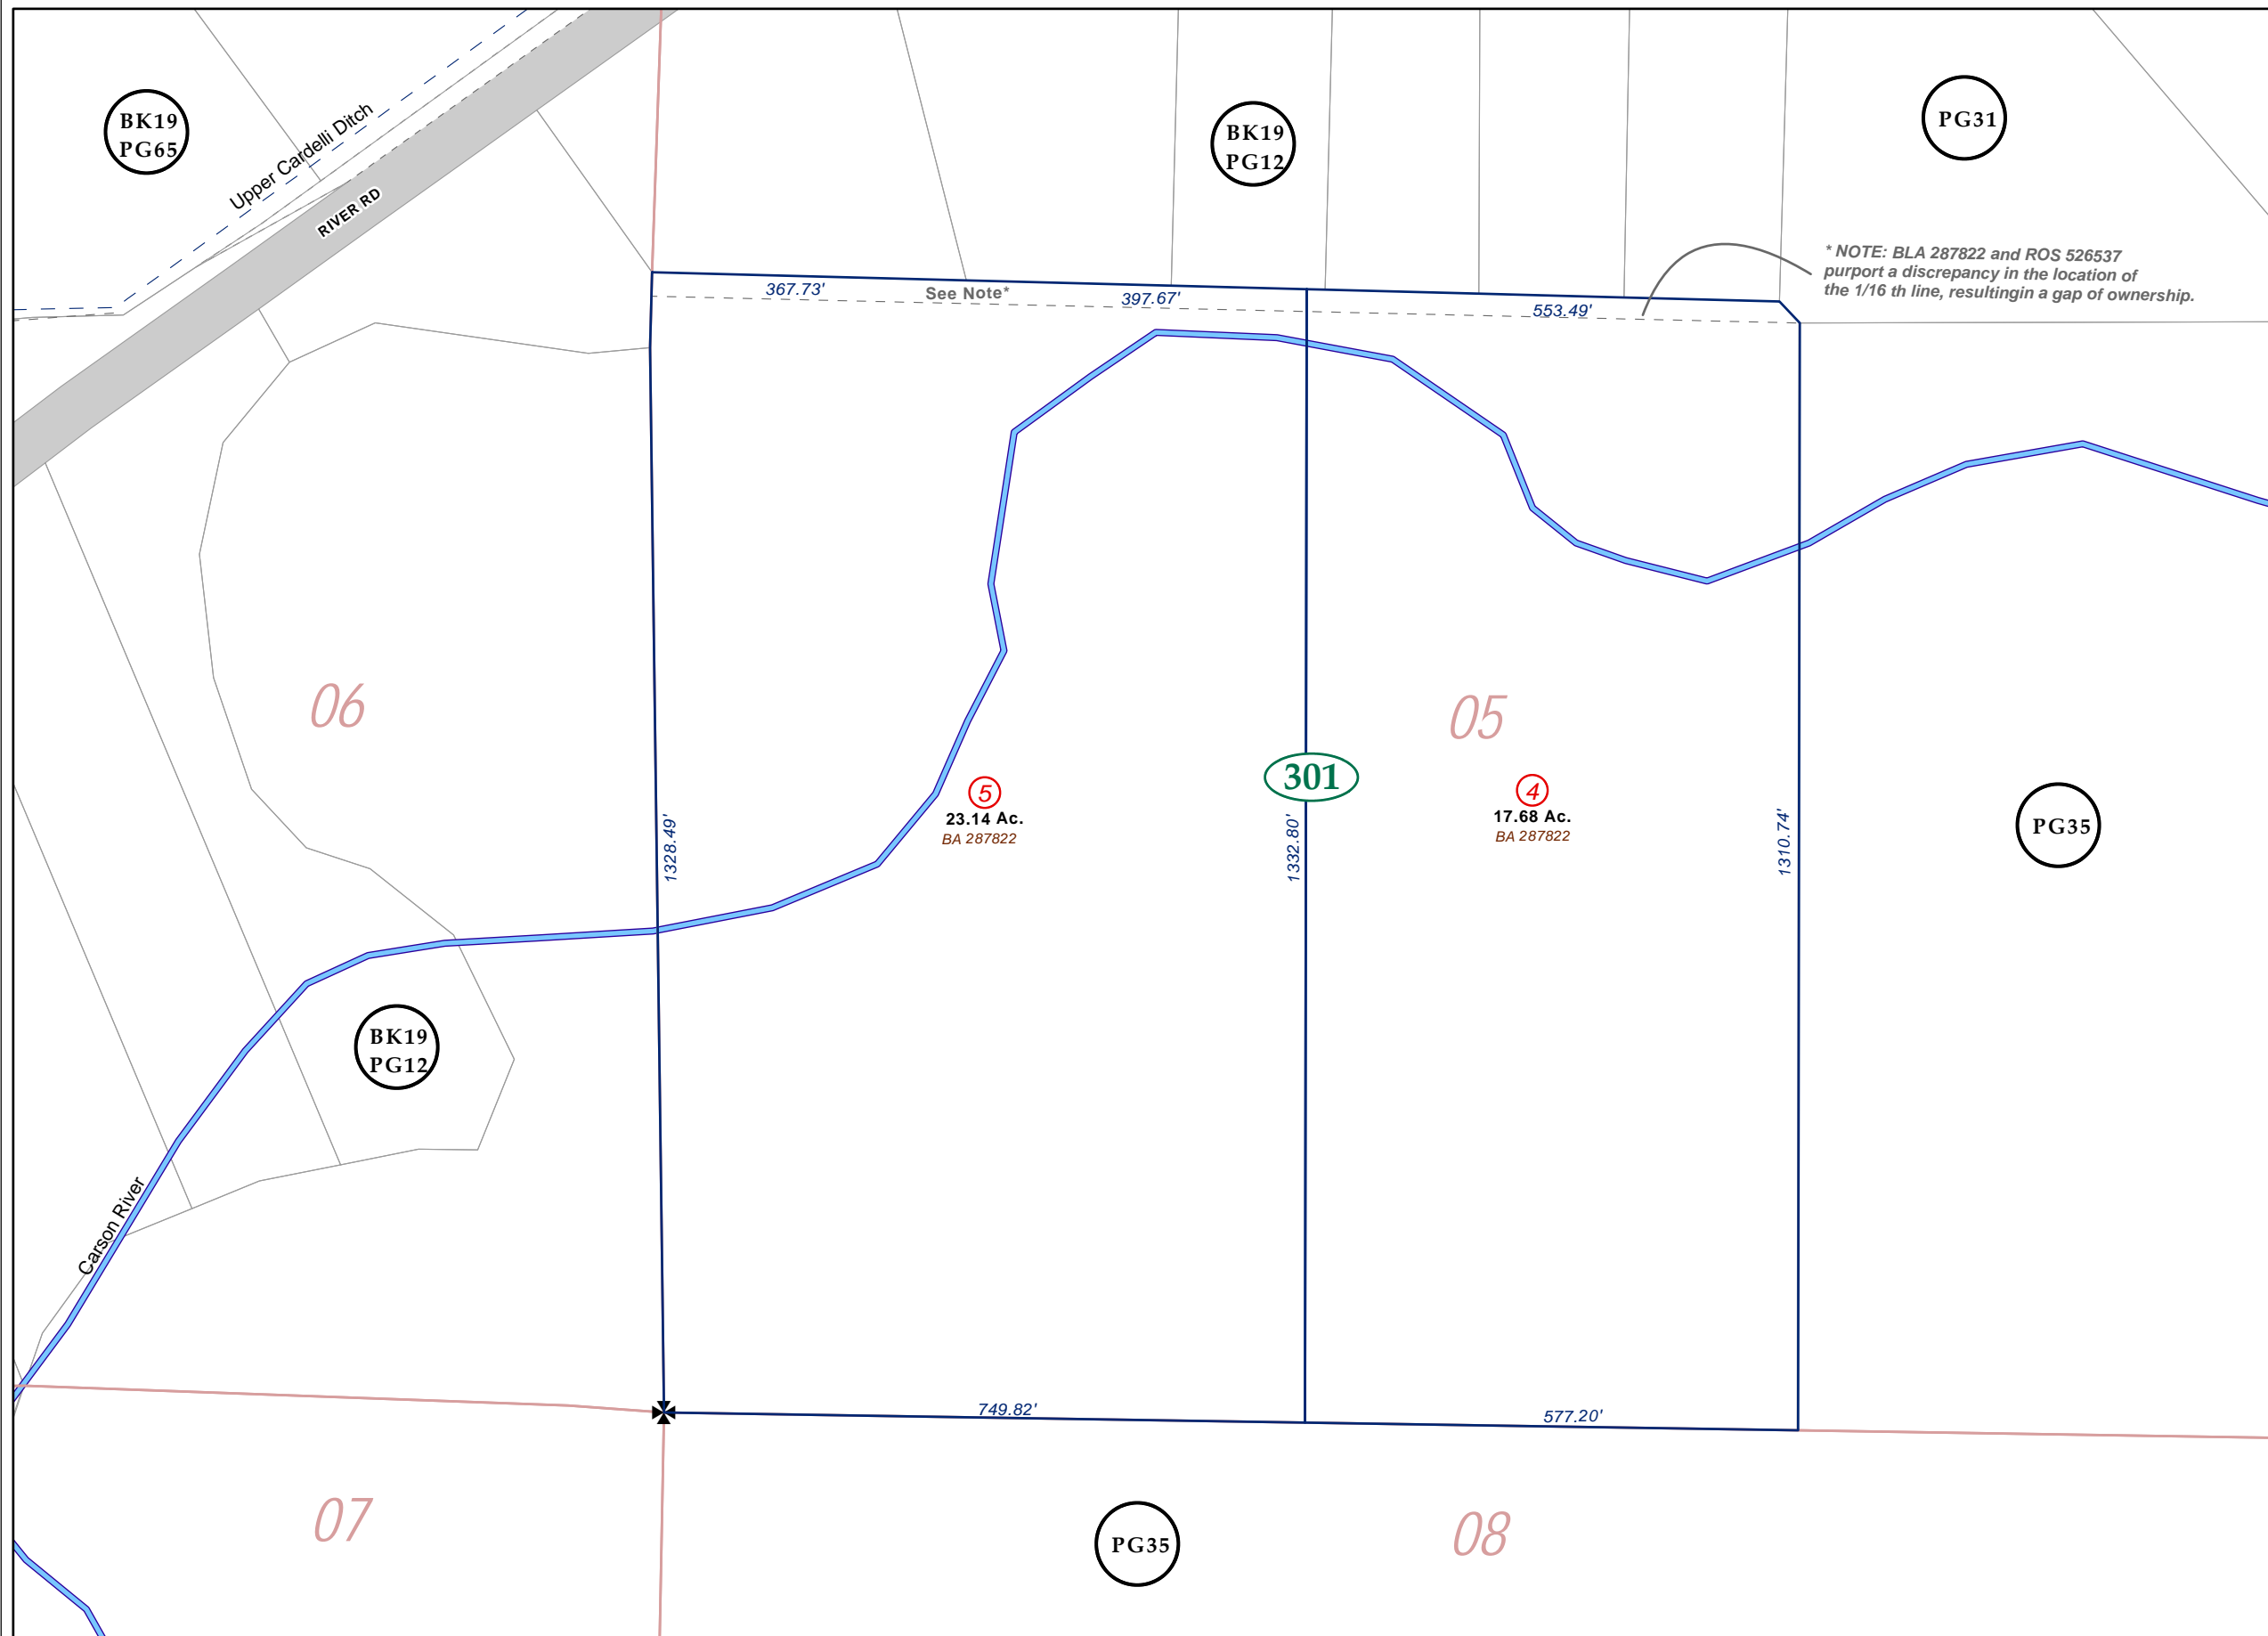 BK19
PG65
Upper Cardelli Ditch
RIVER RD
BK19
PG12
PG31
* NOTE: BLA 287822 and ROS 526537
purport a discrepancy in the location of
the 1/16 th line, resultingin a gap of ownership.
367.73'
See Note*
397.67'
553.49'
06
05
301
5
23.14 Ac.
BA 287822
4
17.68 Ac.
BA 287822
1328.49'
1332.80'
1310.74'
PG35
BK19
PG12
Carson River
749.82'
577.20'
07
PG35
08